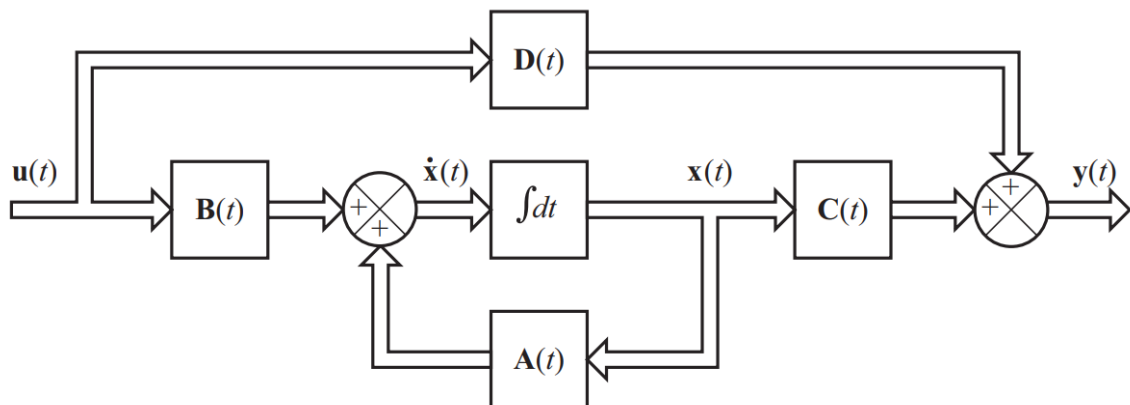 D(t)
u(t)
B(t)
+
+
ẋ(t)
∫dt
x(t)
C(t)
+
+
y(t)
A(t)